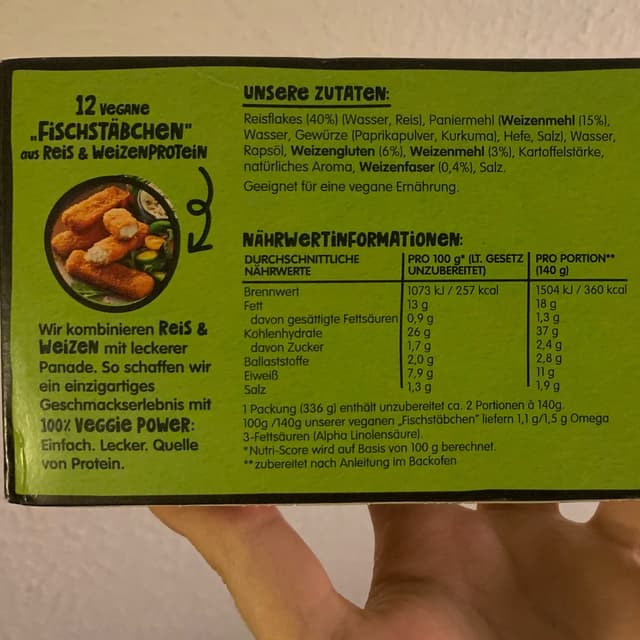 12 VEGANE
„FISCHSTÄBCHEN"
aus REIS & WEIZENPROTEIN
Wir kombinieren REIS &
WEIZEN mit leckerer
Panade. So schaffen wir
ein einzigartiges
Geschmackserlebnis mit
100% VEGGIE POWER:
Einfach. Lecker. Quelle
von Protein.
UNSERE ZUTATEN:
Reisflakes (40%) (Wasser, Reis), Paniermehl (Weizenmehl (15%),
Wasser, Gewürze (Paprikapulver, Kurkuma), Hefe, Salz), Wasser,
Rapsöl, Weizengluten (6%), Weizenmehl (3%), Kartoffelstärke,
natürliches Aroma, Weizenfaser (0,4%), Salz.
Geeignet für eine vegane Ernährung.
NÄHRWERTINFORMATIONEN:
DURCHSCHNITTLICHE NÄHRWERTE | PRO 100 g* (LT. GESETZ UNZUBEREITET) | PRO PORTION** (140 g)
Brennwert 1073 kJ / 257 kcal 1504 kJ / 360 kcal
Fett 13 g 18 g
davon gesättigte Fettsäuren 0,9 g 1,3 g
Kohlenhydrate 26 g 37 g
davon Zucker 1,7 g 2,4 g
Ballaststoffe 2,0 g 2,8 g
Eiweiß 7,9 g 11 g
Salz 1,3 g 1,9 g
1 Packung (336 g) enthält unzubereitet ca. 2 Portionen à 140g.
100g /140g unserer veganen „Fischstäbchen" liefern 1,1 g/1,5 g Omega
3-Fettsäuren (Alpha Linolensäure).
*Nutri-Score wird auf Basis von 100 g berechnet.
**zubereitet nach Anleitung im Backofen